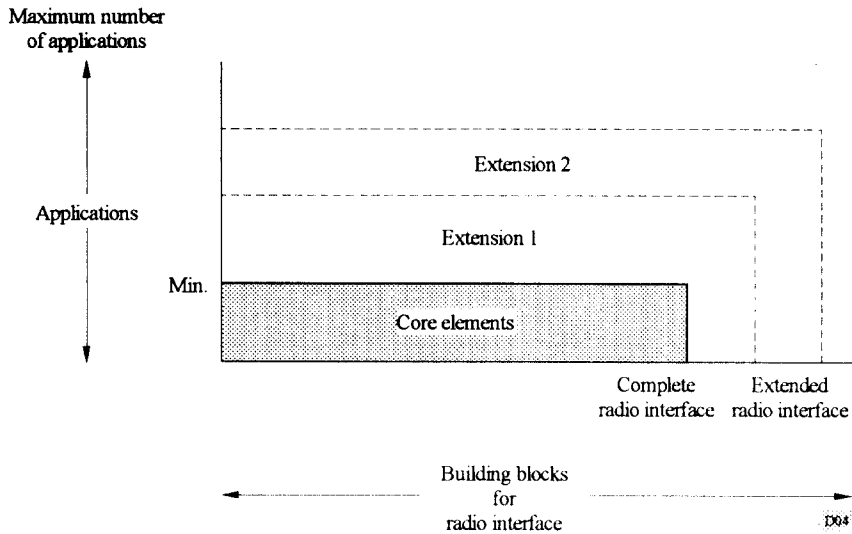 Maximum number
of applications
Extension 2
Applications
Extension 1
Min.
Core elements
Complete
radio interface
Extended
radio interface
Building blocks
for
radio interface
D04